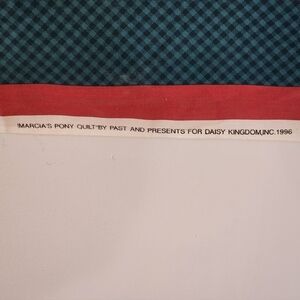 "MARCIA'S PONY QUILT" BY PAST AND PRESENTS FOR DAISY KINGDOM,INC. 1996